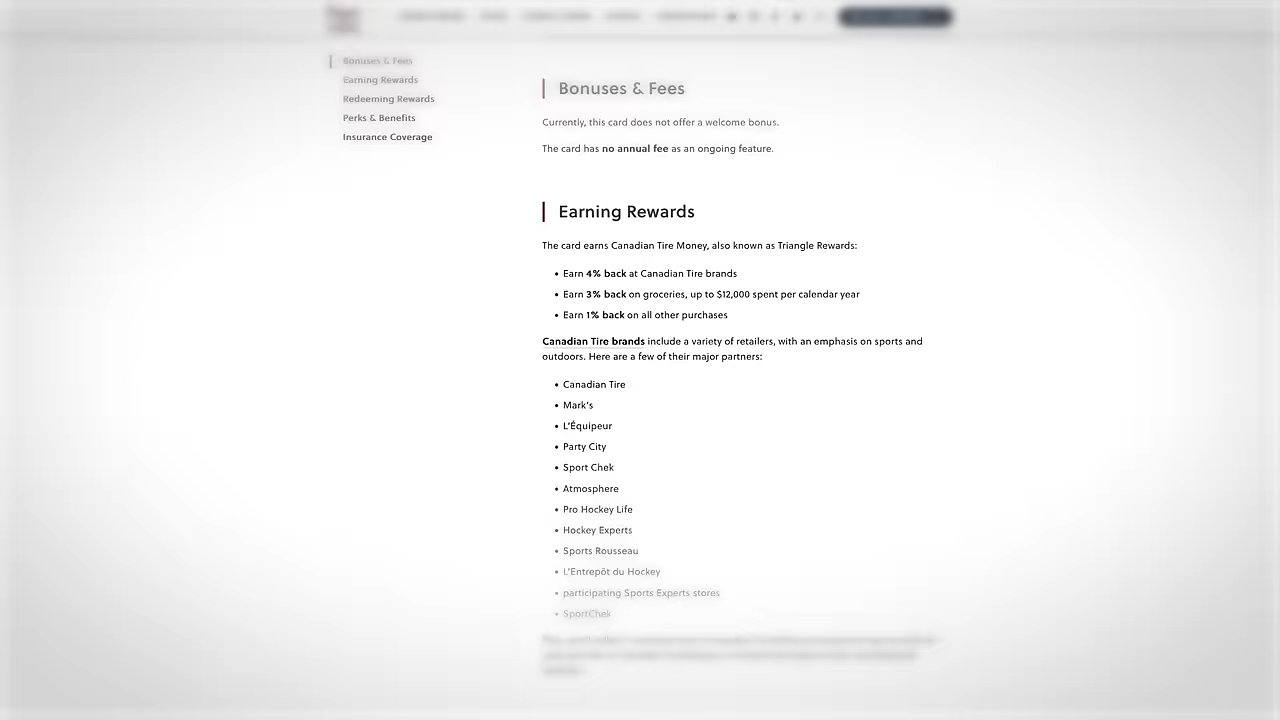 Bonuses & Fees
Earning Rewards
Redeeming Rewards
Perks & Benefits
Insurance Coverage
Bonuses & Fees
Currently, this card does not offer a welcome bonus.
The card has no annual fee as an ongoing feature.
Earning Rewards
The card earns Canadian Tire Money, also known as Triangle Rewards:
• Earn 4% back at Canadian Tire brands
• Earn 3% back on groceries, up to $12,000 spent per calendar year
• Earn 1% back on all other purchases
Canadian Tire brands include a variety of retailers, with an emphasis on sports and
outdoors. Here are a few of their major partners:
• Canadian Tire
• Mark's
• L'Équipeur
• Party City
• Sport Chek
• Atmosphere
• Pro Hockey Life
• Hockey Experts
• Sports Rousseau
• L'Entrepôt du Hockey
• participating Sports Experts stores
• SportChek